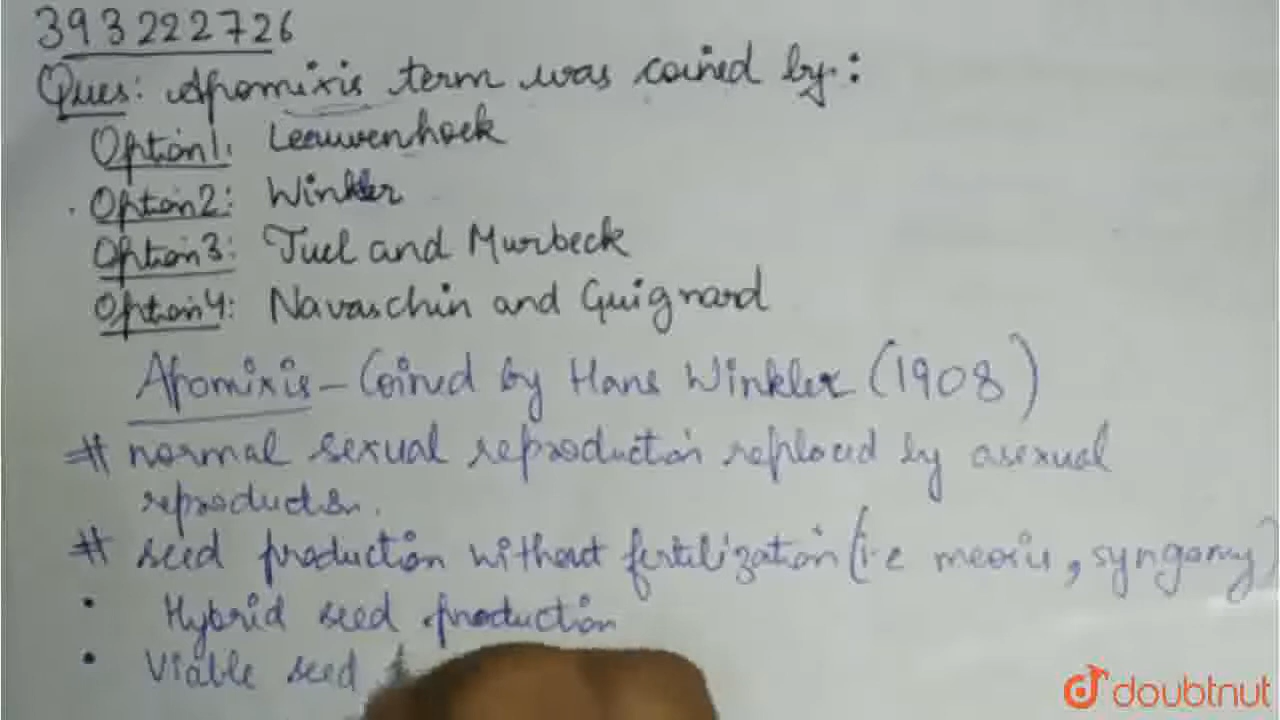 393222726
Ques: Apomixis term was coined by:
Option1: Leeuwenhoek
Option2: Winkler
Option3: Juel and Murbeck
Option4: Navaschin and Guignard
Apomixis - Coined by Hans Winkler (1908)
# normal sexual reproduction replaced by asexual
reproduction.
# seed production without fertilization (i.e meosis, syngamy)
• Hybrid seed production
• Viable seed
doubtnut